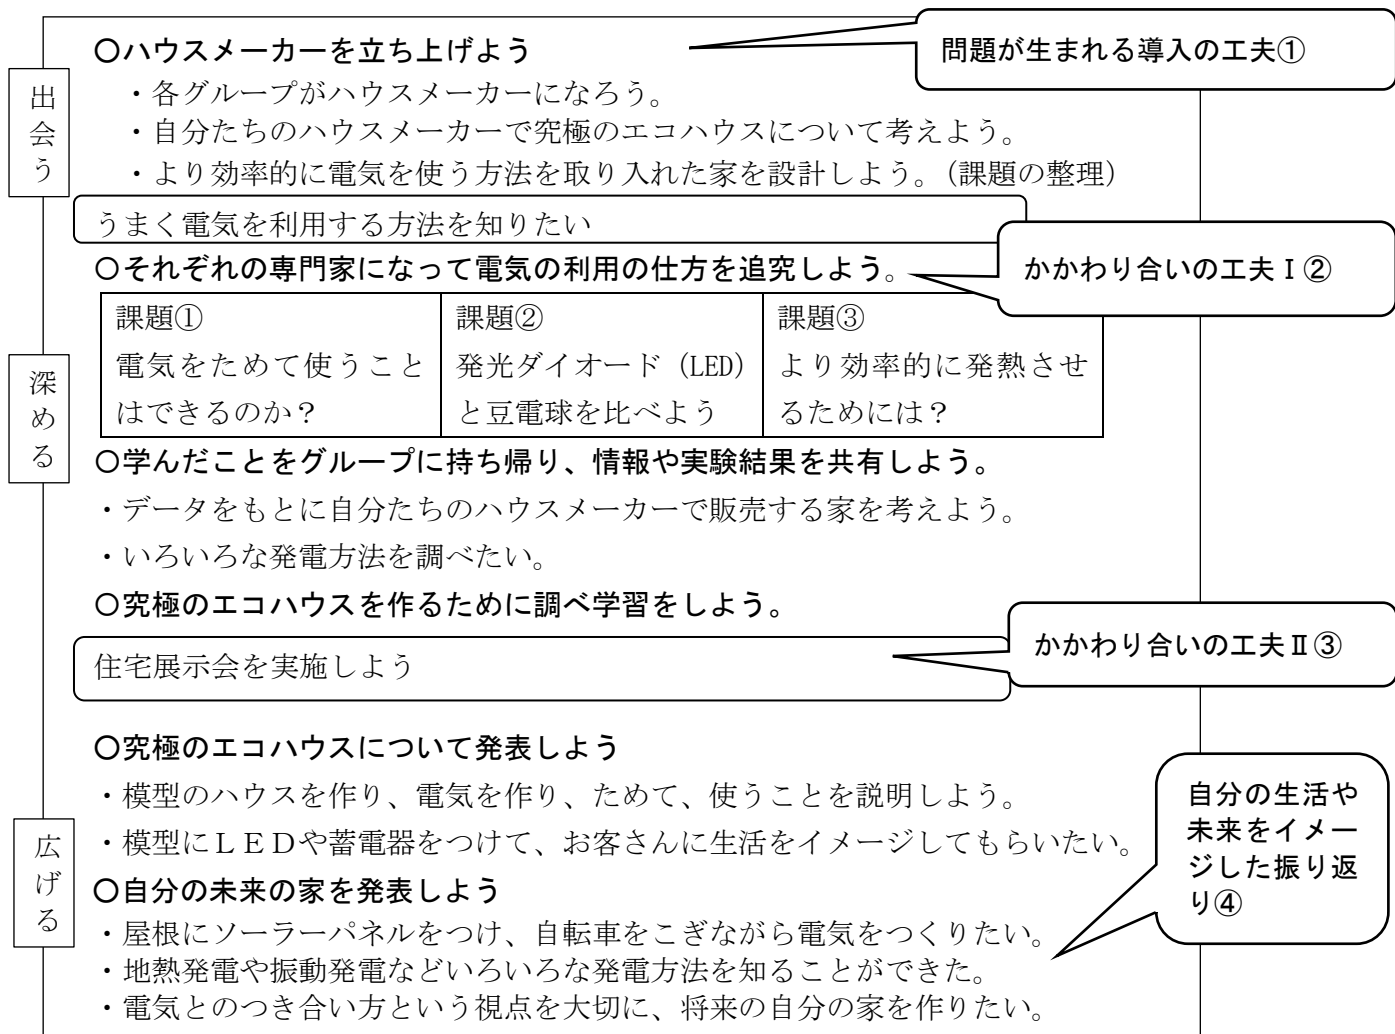 〇ハウスメーカーを立ち上げよう
問題が生まれる導入の工夫①
出会う
・各グループがハウスメーカーになろう。
・自分たちのハウスメーカーで究極のエコハウスについて考えよう。
・より効率的に電気を使う方法を取り入れた家を設計しよう。（課題の整理）
うまく電気を利用する方法を知りたい
〇それぞれの専門家になって電気の利用の仕方を追究しよう。
かかわり合いの工夫Ⅰ②
深める
課題①
電気をためて使うこと
はできるのか？
課題②
発光ダイオード（LED）
と豆電球を比べよう
課題③
より効率的に発熱させ
るためには？
〇学んだことをグループに持ち帰り、情報や実験結果を共有しよう。
・データをもとに自分たちのハウスメーカーで販売する家を考えよう。
・いろいろな発電方法を調べたい。
〇究極のエコハウスを作るために調べ学習をしよう。
住宅展示会を実施しよう
かかわり合いの工夫Ⅱ③
〇究極のエコハウスについて発表しよう
・模型のハウスを作り、電気を作り、ためて、使うことを説明しよう。
・模型にＬＥＤや蓄電器をつけて、お客さんに生活をイメージしてもらいたい。
広げる
〇自分の未来の家を発表しよう
・屋根にソーラーパネルをつけ、自転車をこぎながら電気をつくりたい。
・地熱発電や振動発電などいろいろな発電方法を知ることができた。
・電気とのつき合い方という視点を大切に、将来の自分の家を作りたい。
自分の生活や
未来をイメー
ジした振り返
り④